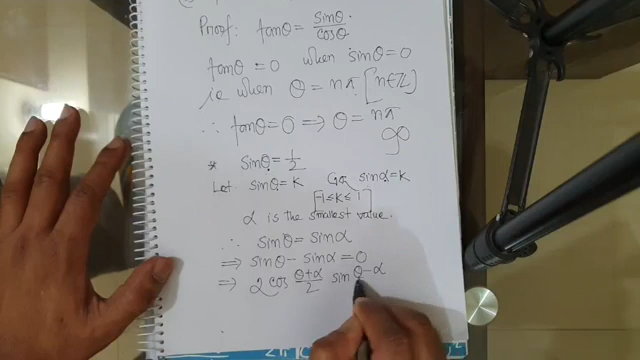 Proof: tanθ = sinθ/cosθ.
tanθ = 0 when sinθ = 0
ie when θ = nπ [n∈ℤ]
∴ tanθ = 0 ⟹ θ = nπ
* sinθ = 1/2
Let sinθ = K sinα = K
[-1 ≤ K ≤ 1]
α is the smallest value.
∴ sinθ = sinα
⟹ sinθ - sinα = 0
⟹ 2 cos (θ+α)/2 sin θ-α